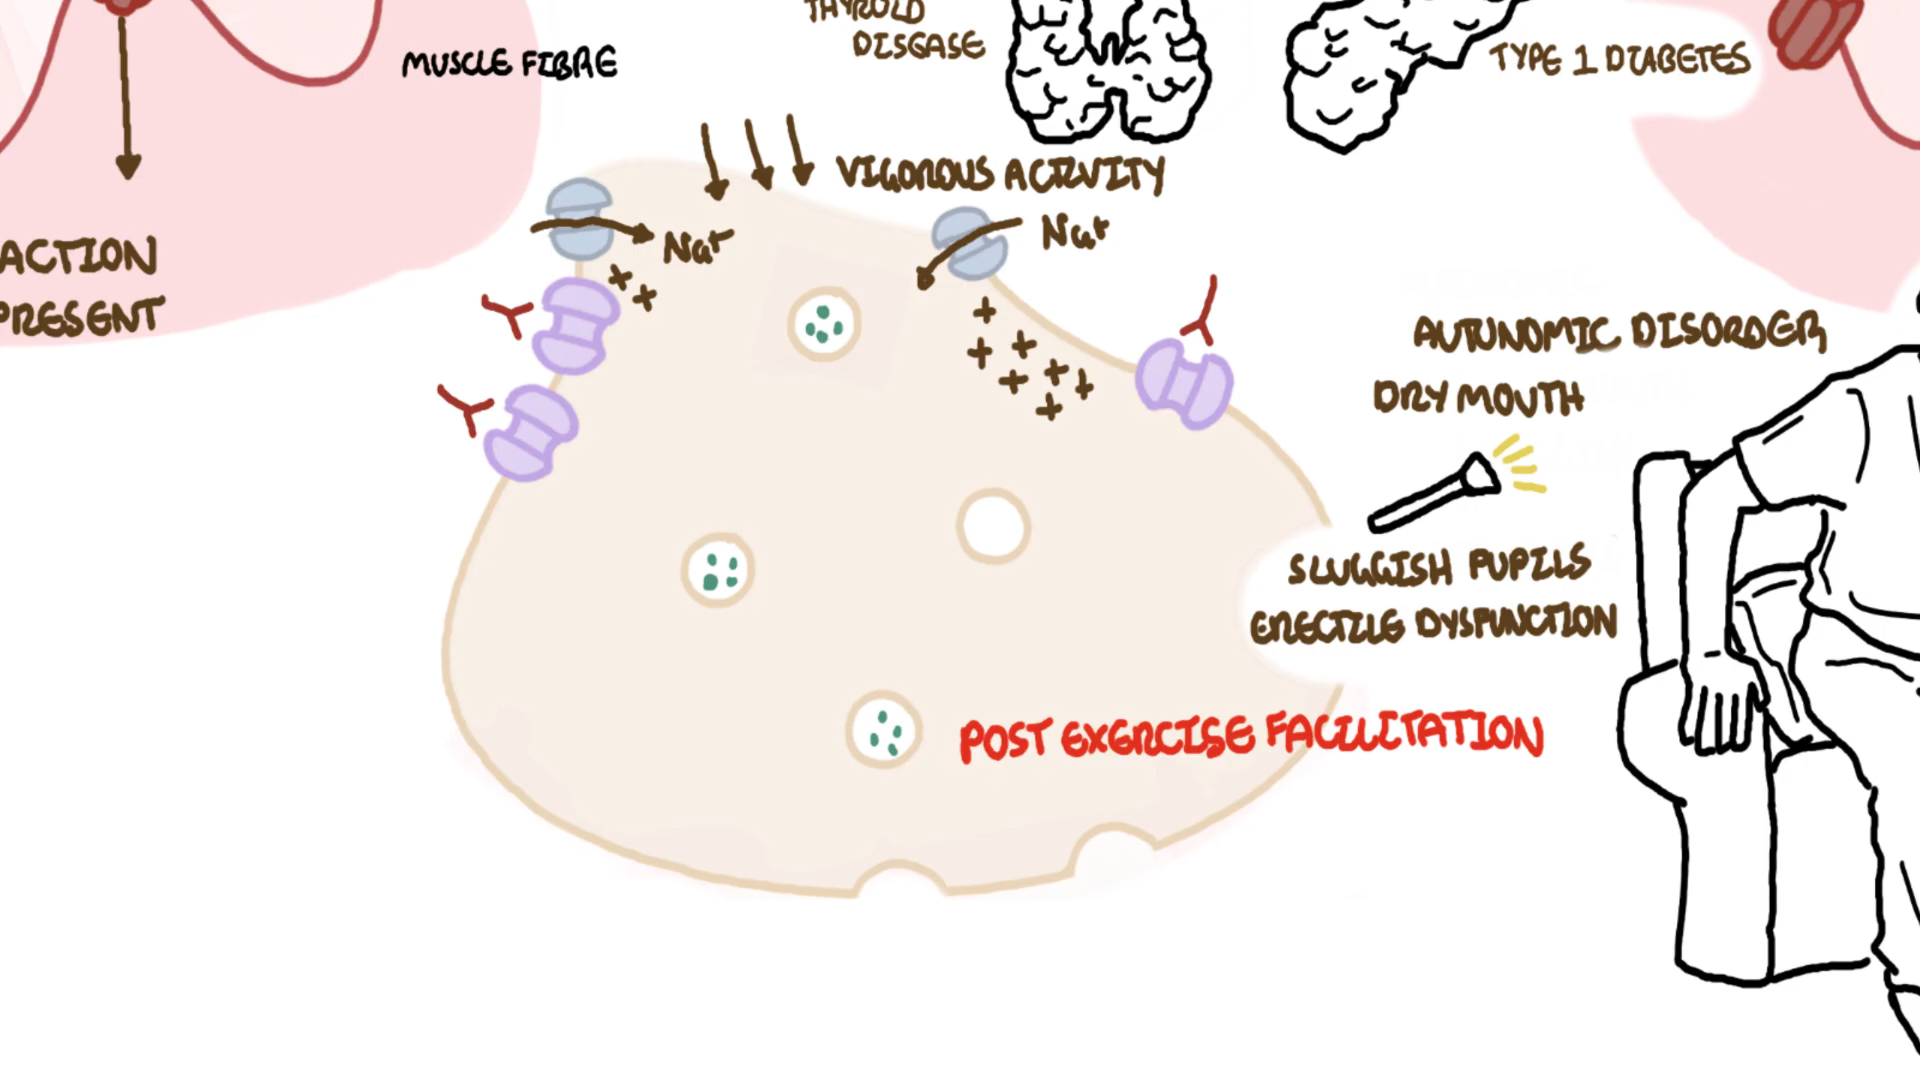 THYROID
DISEASE
MUSCLE FIBRE
TYPE 1 DIABETES
VIGOROUS ACTIVITY
Na+
Na+
ACTION
PRESENT
AUTONOMIC DISORDER
DRY MOUTH
SLUGGISH PUPILS
ERECTILE DYSFUNCTION
POST EXERCISE FACILITATION